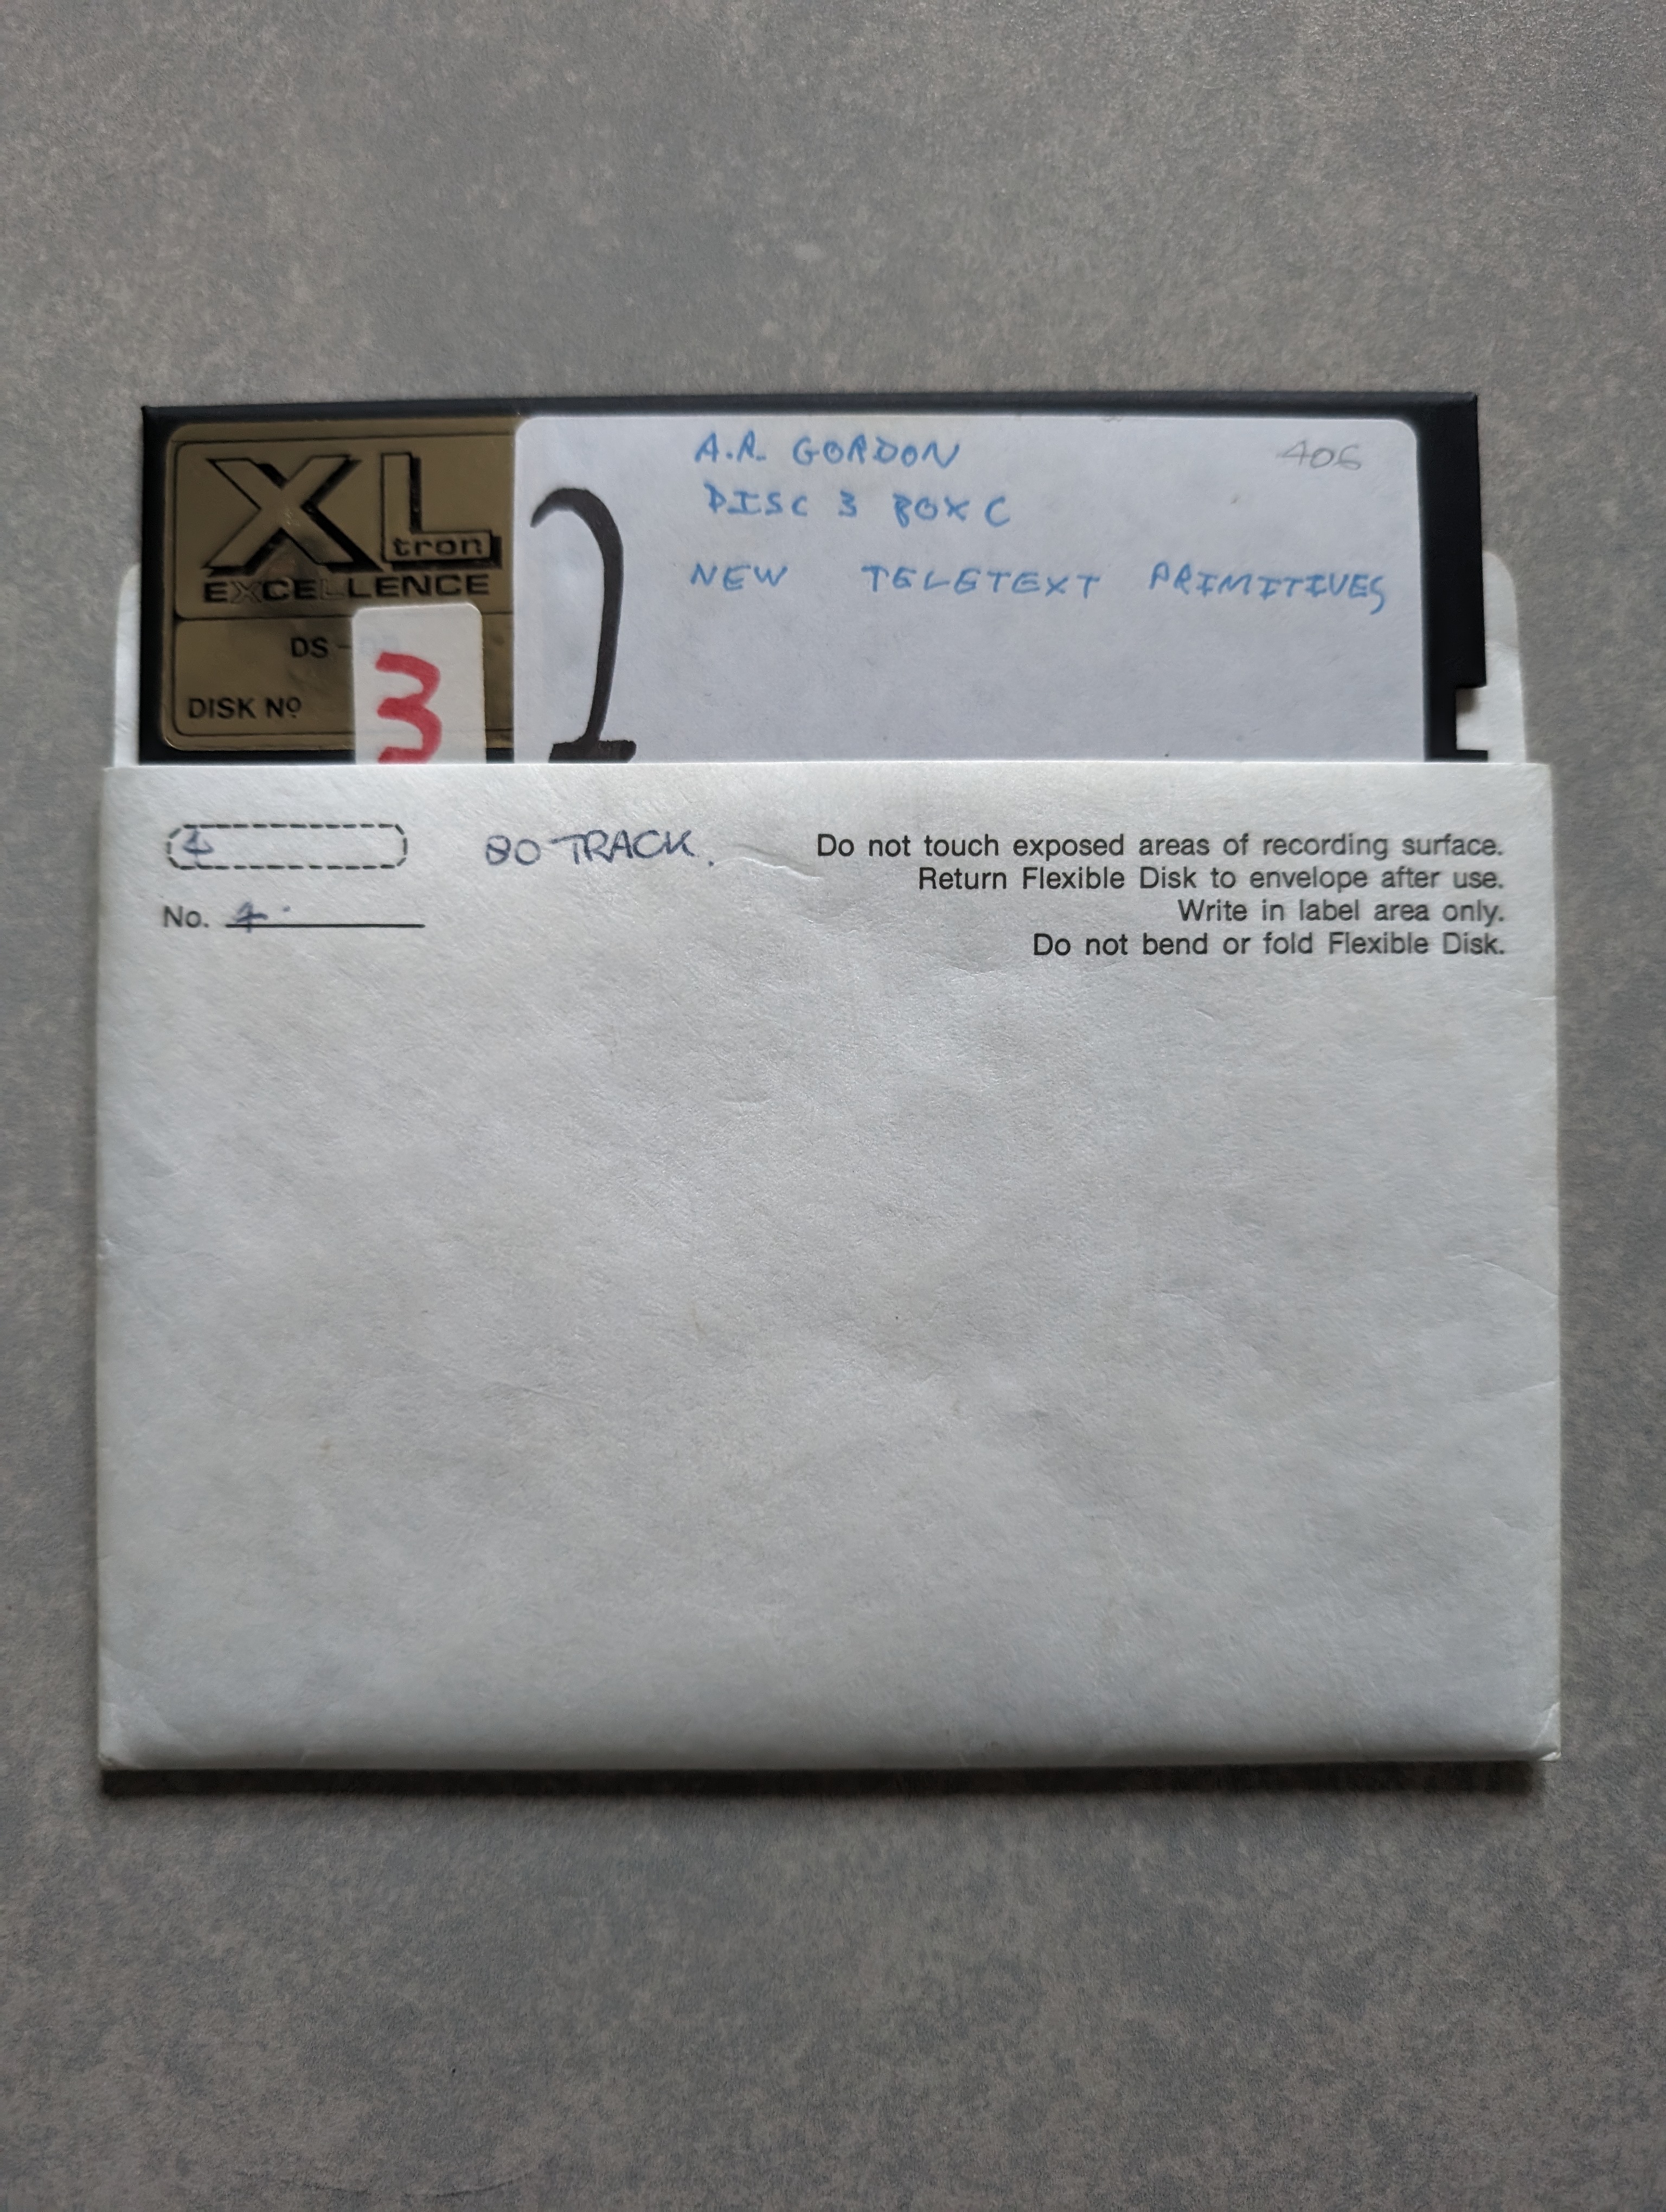 XL
tron
EXCELLENCE
DS -
DISK Nº
3
2
A.R. GORDON
406
DISC 3 BOX C
NEW TELETEXT PRIMITIVES
80 TRACK.
No. 4
Do not touch exposed areas of recording surface.
Return Flexible Disk to envelope after use.
Write in label area only.
Do not bend or fold Flexible Disk.